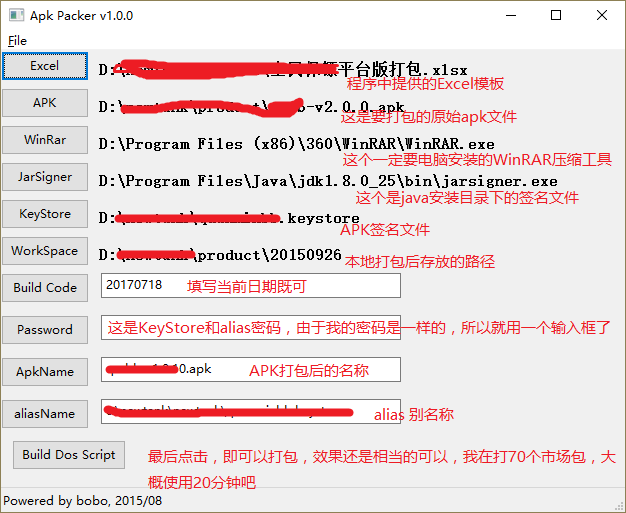 Apk Packer v1.0.0
File
Excel D:\ 平台版打包.xlsx
程序中提供的Excel模板
APK D:\ -v2.0.0.apk
这是要打包的原始apk文件
WinRar D:\Program Files (x86)\360\WinRAR\WinRAR.exe
这个一定要电脑安装的WinRAR压缩工具
JarSigner D:\Program Files\Java\jdk1.8.0_25\bin\jarsigner.exe
这个是java安装目录下的签名文件
KeyStore D:\ .keystore
APK签名文件
WorkSpace D:\ \product\20150926
本地打包后存放的路径
Build Code 20170718 填写当前日期既可
Password 这是KeyStore和alias密码，由于我的密码是一样的，所以就用一个输入框了
ApkName .apk APK打包后的名称
aliasName alias 别名称
Build Dos Script 最后点击，即可以打包，效果还是相当的可以，我在打70个市场包，大
概使用20分钟吧
Powered by bobo, 2015/08